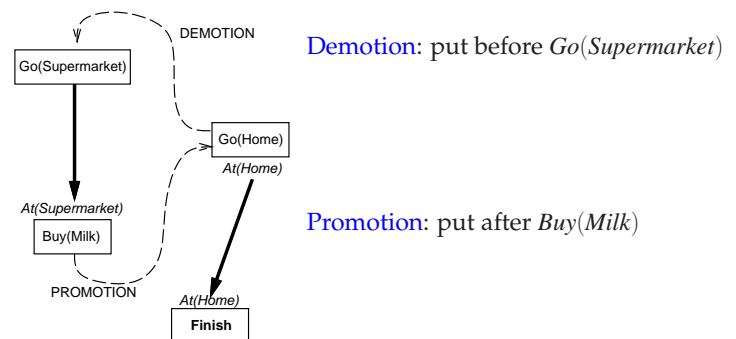 DEMOTION
Demotion: put before Go(Supermarket)
Go(Supermarket)
Go(Home)
At(Home)
At(Supermarket)
Buy(Milk)
Promotion: put after Buy(Milk)
PROMOTION
At(Home)
Finish